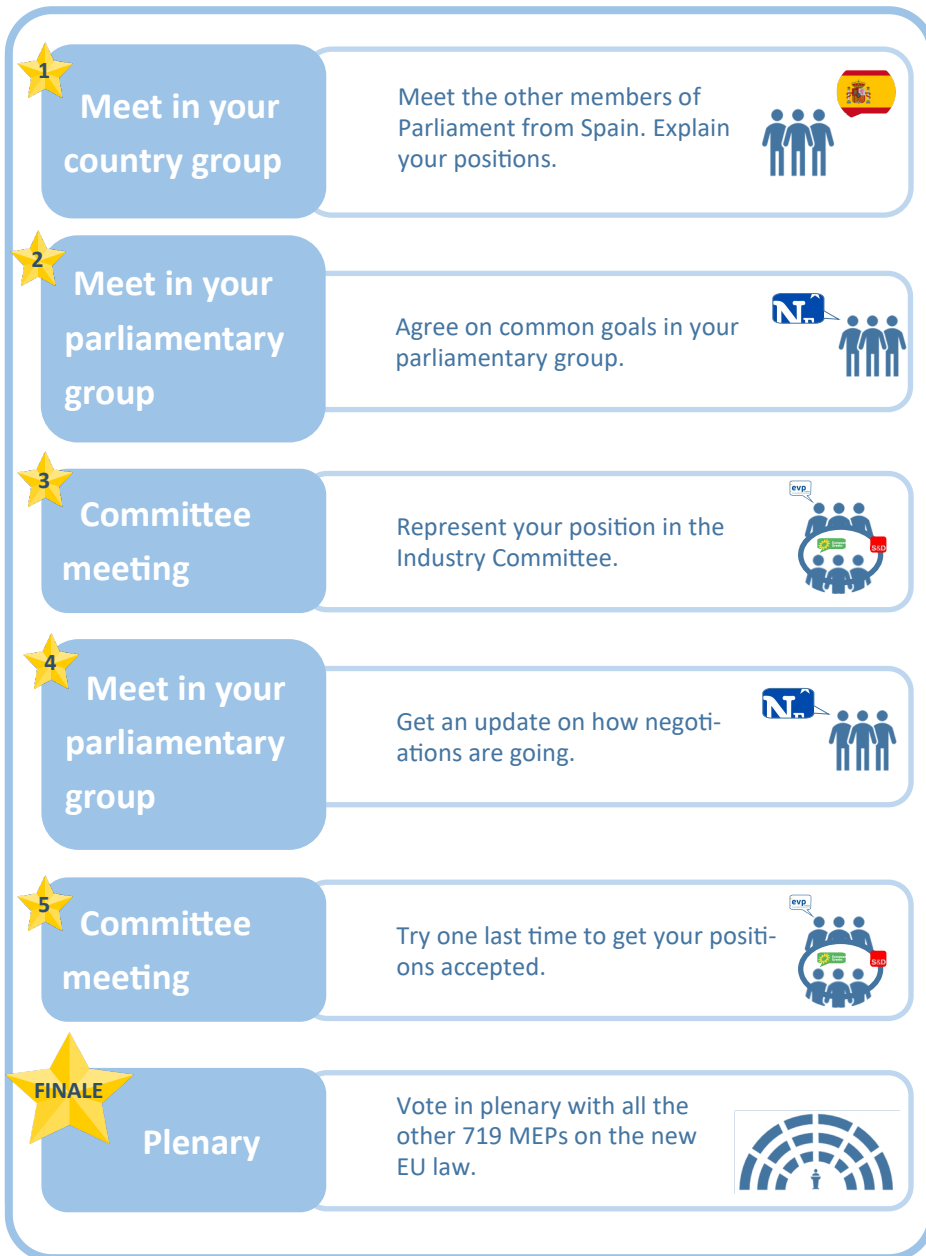 1
Meet in your
country group
Meet the other members of
Parliament from Spain. Explain
your positions.
2
Meet in your
parliamentary
group
Agree on common goals in your
parliamentary group.
3
Committee
meeting
Represent your position in the
Industry Committee.
evp
S&D
4
Meet in your
parliamentary
group
Get an update on how negoti-
ations are going.
5
Committee
meeting
Try one last time to get your positi-
ons accepted.
evp
S&D
FINALE
Plenary
Vote in plenary with all the
other 719 MEPs on the new
EU law.